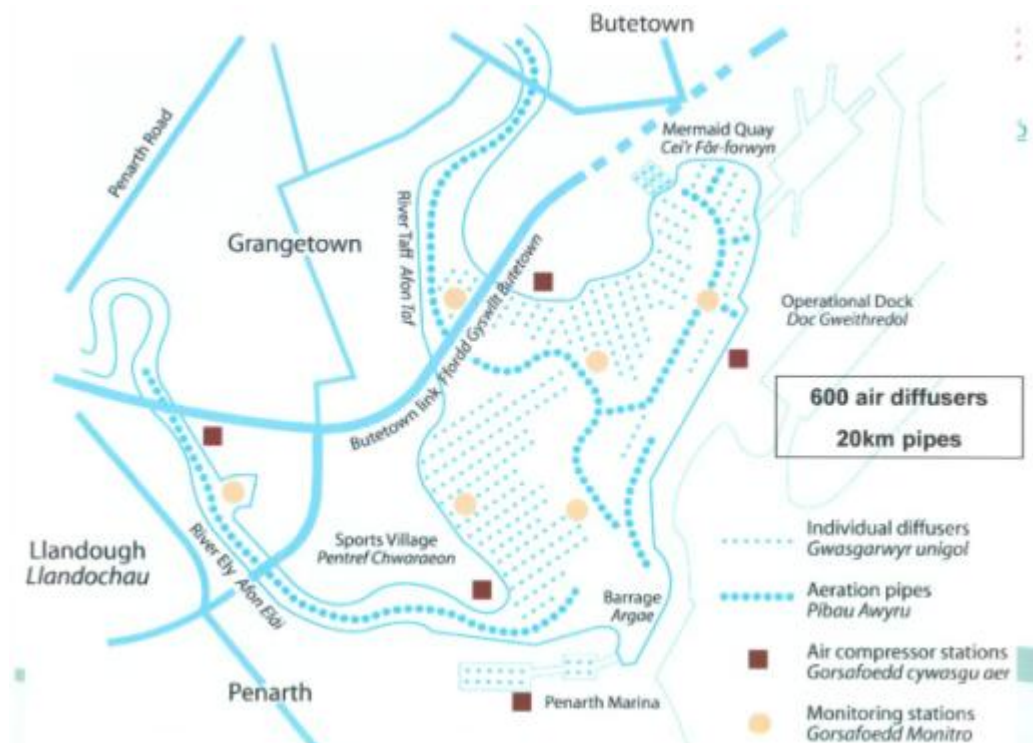 Butetown
Mermaid Quay
Cei'r Fôr-forwyn
Penarth Road
River Taff Afon Taf
Grangetown
Butetown link Ffordd Gyswllt Butetown
Operational Dock
Doc Gweithredol
600 air diffusers
20km pipes
Individual diffusers
Gwasgarwyr unigol
Sports Village
Pentref Chwaraeon
River Ely Afon Eldi
Llandough
Llandochau
Barrage
Argae
Aeration pipes
Pibau Awyru
Air compressor stations
Gorsafoedd cywasgu aer
Penarth
Penarth Marina
Monitoring stations
Gorsafoedd Monitro